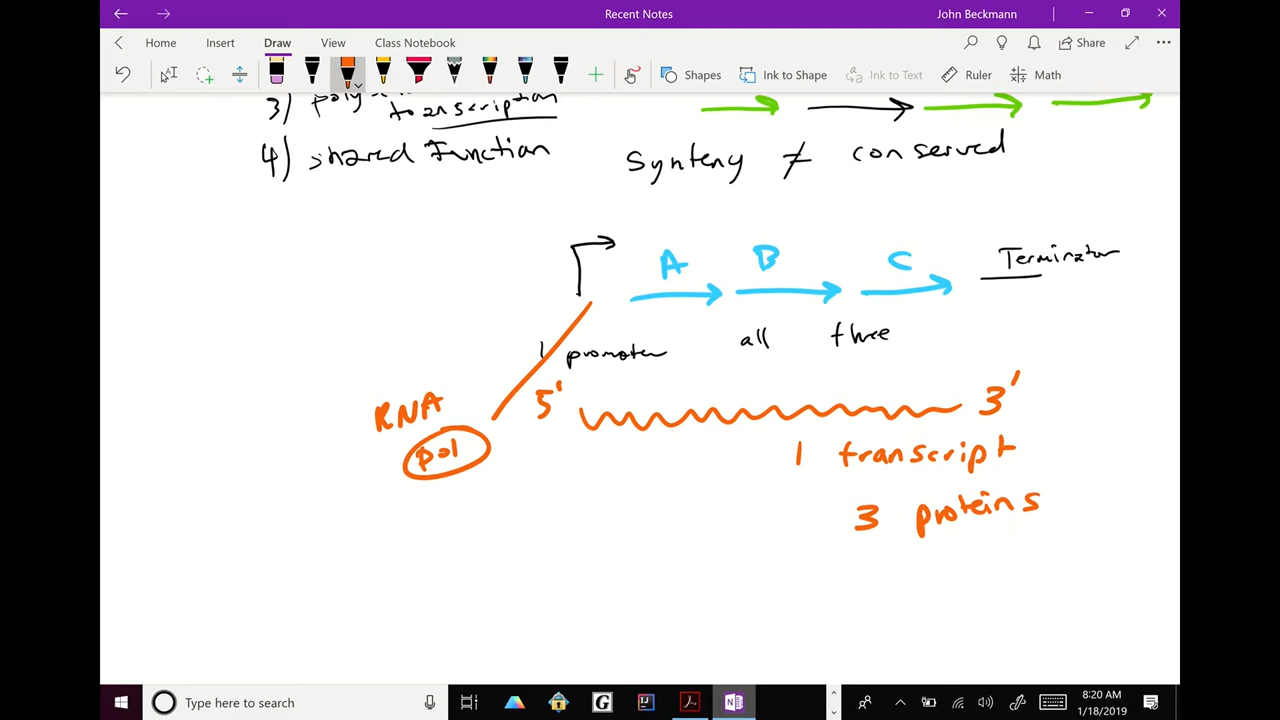 Recent Notes
John Beckmann
Home Insert Draw View Class Notebook
Share
Shapes
Ink to Shape
Ink to Text
Ruler
Math
3)
transcription
4) shared Function
Synteny ≠ conserved
A B C Terminator
1 promoter all three
5' 3'
RNA
pol
1 transcript
3 proteins
Type here to search
8:20 AM
1/18/2019